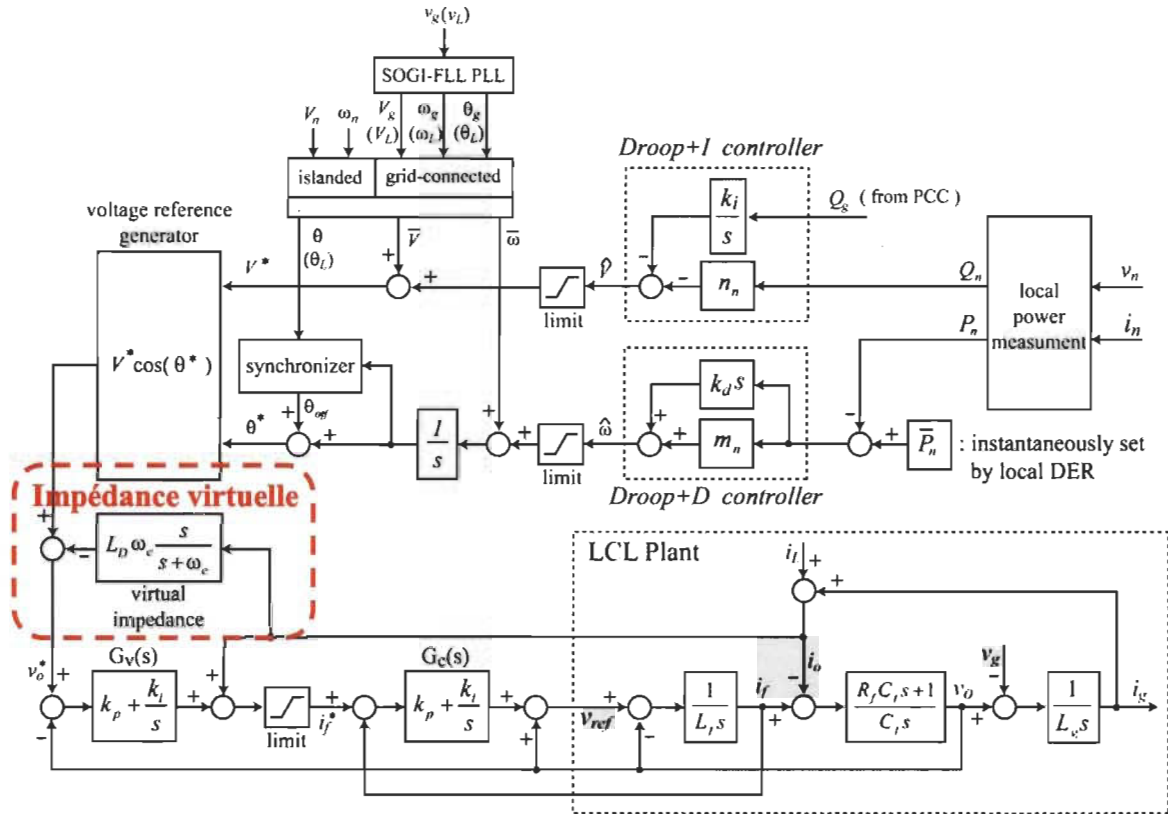 v_g(v_L)
SOGI-FLL PLL
V_n ω_n V_g ω_g θ_g
(V_L) (ω_L) (θ_L)
islanded grid-connected
Droop+I controller
k_i
s
Q_g (from PCC)
voltage reference
generator
θ V̅ ω̅
(θ_L)
V*
+
+
V̂
limit
-
-
n_n
Q_n
v_n
local
power
measument
i_n
P_n
V*cos(θ*)
synchronizer
k_d s
θ_og
+
+
-
θ*
+
1
s
+
ω̂
limit
+
m_n
+
P̅_n
: instantaneously set
by local DER
Droop+D controller
Impédance virtuelle
+
-
L_D ω_c s
s+ω_c
virtual
impedance
LCL Plant
i_L
+
+
G_v(s)
G_c(s)
v_o*
+
k_p + k_i
s
+
+
limit
i_f*
+
k_p + k_i
s
+
v_ref
+
1
L_f s
i_f
i_o
-
+
R_f C_f s+1
C_f s
v_o
v_g
-
+
1
L_g s
i_g
-
-
+
-